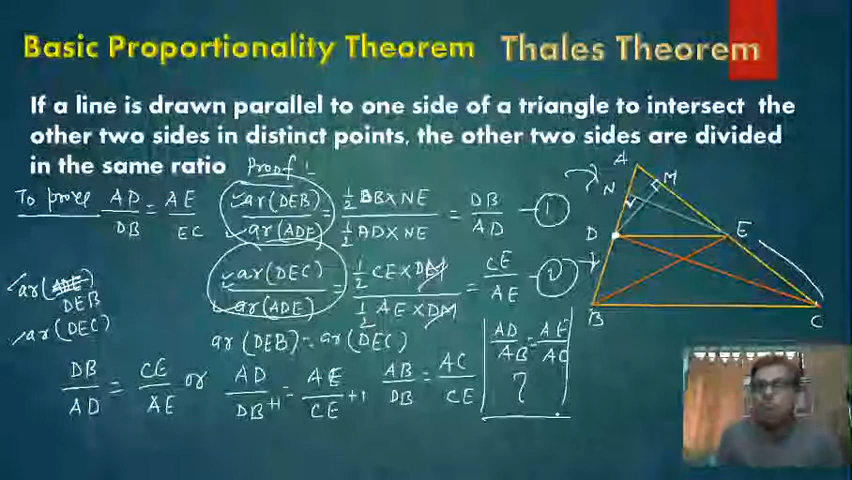 Basic Proportionality Theorem Thales Theorem
If a line is drawn parallel to one side of a triangle to intersect the
other two sides in distinct points, the other two sides are divided
in the same ratio Proof :
To prove AD/DB = AE/EC
ar(DEB)/ar(ADE) = 1/2 DB×NE / 1/2 AD×NE = DB/AD — 1
ar(DEC)/ar(ADE) = 1/2 CE×DM / 1/2 AE×DM = CE/AE — 2
ar(DEB)
ar(DEC)
ar(DEB) = ar(DEC)
DB/AD = CE/AE or AD/DB +1 = AE/CE +1 AB/DB = AC/CE
AD/AB = AE/AC ?
A
N M
D E
B C